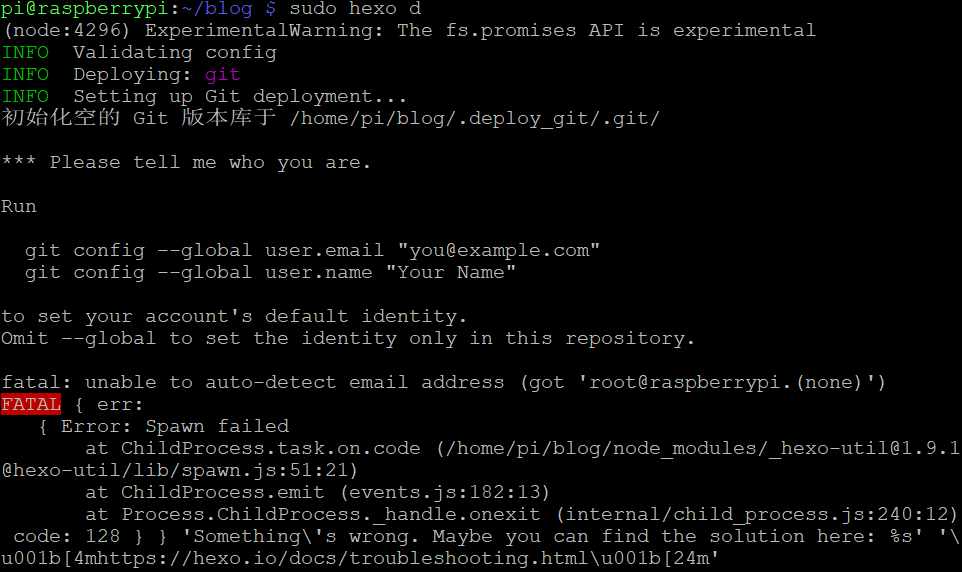 pi@raspberrypi:~/blog $ sudo hexo d
(node:4296) ExperimentalWarning: The fs.promises API is experimental
INFO  Validating config
INFO  Deploying: git
INFO  Setting up Git deployment...
初始化空的 Git 版本库于 /home/pi/blog/.deploy_git/.git/

*** Please tell me who you are.

Run

  git config --global user.email "you@example.com"
  git config --global user.name "Your Name"

to set your account's default identity.
Omit --global to set the identity only in this repository.

fatal: unable to auto-detect email address (got 'root@raspberrypi.(none)')
FATAL { err:
   { Error: Spawn failed
       at ChildProcess.task.on.code (/home/pi/blog/node_modules/_hexo-util@1.9.1
@hexo-util/lib/spawn.js:51:21)
       at ChildProcess.emit (events.js:182:13)
       at Process.ChildProcess._handle.onexit (internal/child_process.js:240:12)
 code: 128 } } 'Something\'s wrong. Maybe you can find the solution here: %s' '\
u001b[4mhttps://hexo.io/docs/troubleshooting.html\u001b[24m'